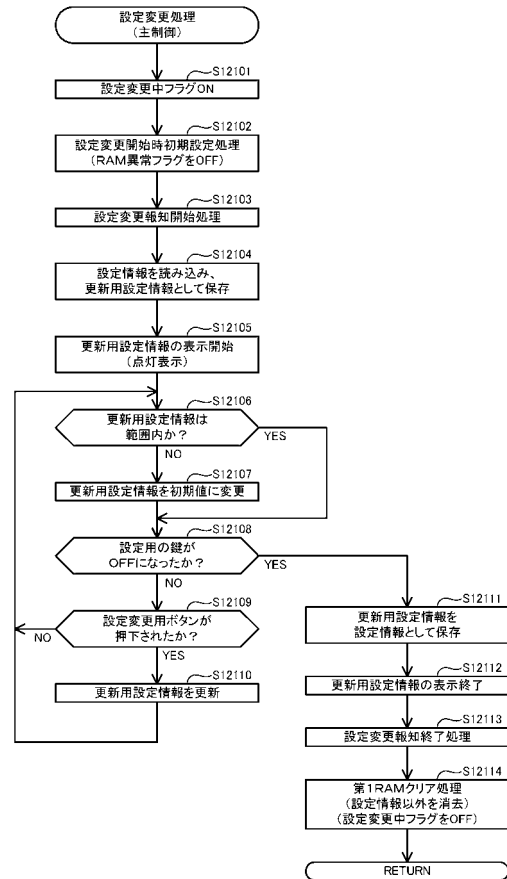 設定変更処理
(主制御)
S12101
設定変更中フラグON
S12102
設定変更開始時初期設定処理
(RAM異常フラグをOFF)
S12103
設定変更報知開始処理
S12104
設定情報を読み込み、
更新用設定情報として保存
S12105
更新用設定情報の表示開始
(点灯表示)
S12106
更新用設定情報は
範囲内か?
YES
NO
S12107
更新用設定情報を初期値に変更
S12108
設定用の鍵が
OFFになったか?
YES
NO
S12109
設定変更用ボタンが
押下されたか?
NO
YES
S12110
更新用設定情報を更新
S12111
更新用設定情報を
設定情報として保存
S12112
更新用設定情報の表示終了
S12113
設定変更報知終了処理
S12114
第1RAMクリア処理
(設定情報以外を消去)
(設定変更中フラグをOFF)
RETURN